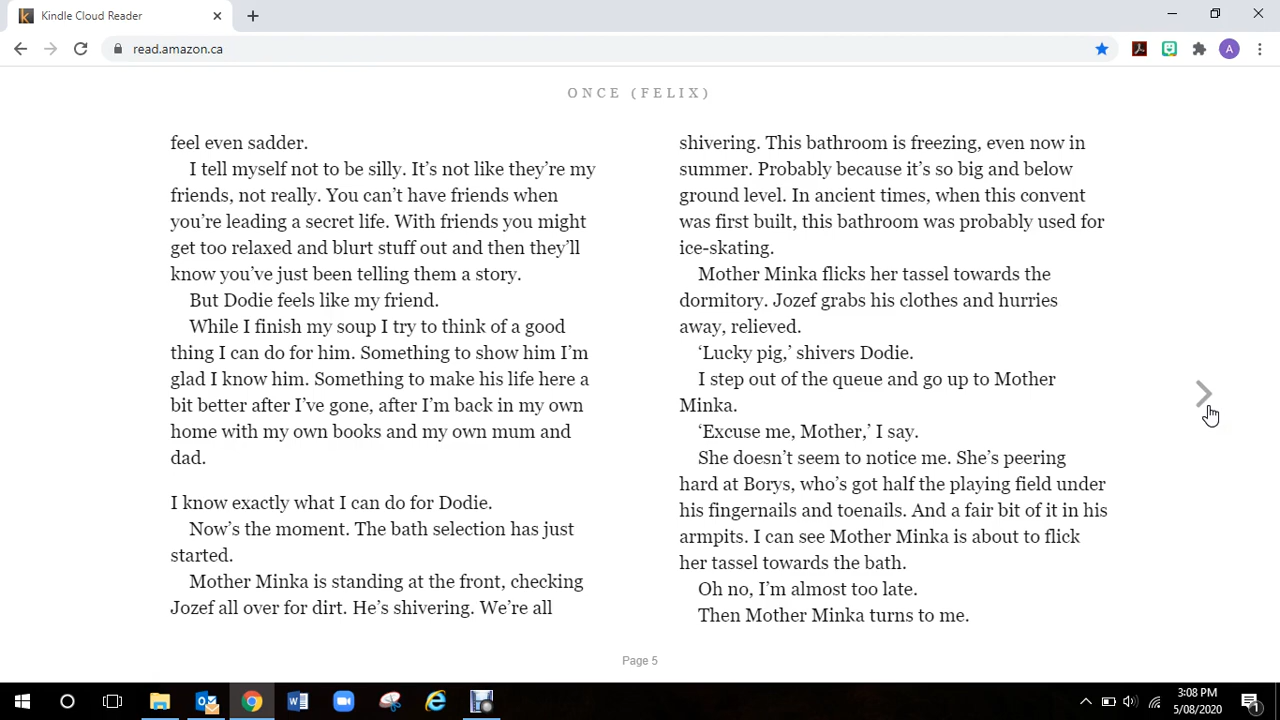 Kindle Cloud Reader
read.amazon.ca
A
ONCE (FELIX)
feel even sadder.
I tell myself not to be silly. It’s not like they’re my
friends, not really. You can’t have friends when
you’re leading a secret life. With friends you might
get too relaxed and blurt stuff out and then they’ll
know you’ve just been telling them a story.
But Dodie feels like my friend.
While I finish my soup I try to think of a good
thing I can do for him. Something to show him I’m
glad I know him. Something to make his life here a
bit better after I’ve gone, after I’m back in my own
home with my own books and my own mum and
dad.
I know exactly what I can do for Dodie.
Now’s the moment. The bath selection has just
started.
Mother Minka is standing at the front, checking
Jozef all over for dirt. He’s shivering. We’re all
shivering. This bathroom is freezing, even now in
summer. Probably because it’s so big and below
ground level. In ancient times, when this convent
was first built, this bathroom was probably used for
ice-skating.
Mother Minka flicks her tassel towards the
dormitory. Jozef grabs his clothes and hurries
away, relieved.
‘Lucky pig,’ shivers Dodie.
I step out of the queue and go up to Mother
Minka.
‘Excuse me, Mother,’ I say.
She doesn’t seem to notice me. She’s peering
hard at Borys, who’s got half the playing field under
his fingernails and toenails. And a fair bit of it in his
armpits. I can see Mother Minka is about to flick
her tassel towards the bath.
Oh no, I’m almost too late.
Then Mother Minka turns to me.
Page 5
3:08 PM
5/08/2020
1